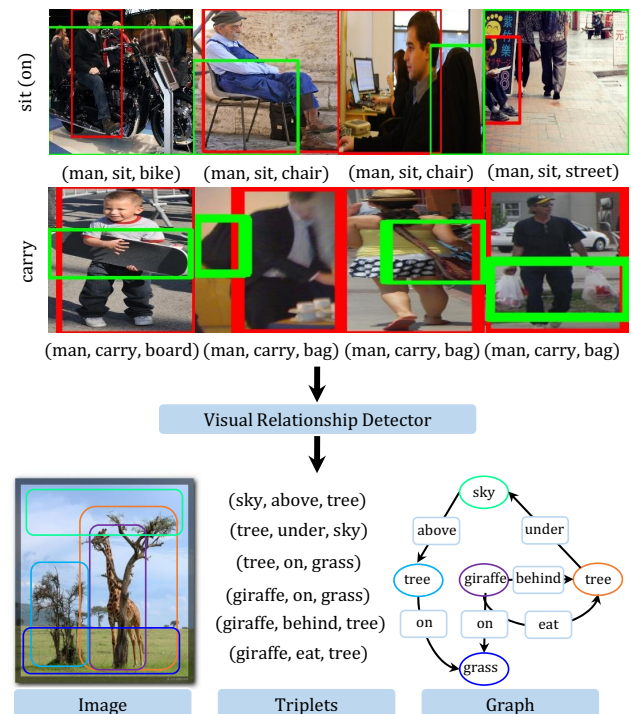 sit (on)
(man, sit, bike) (man, sit, chair) (man, sit, chair) (man, sit, street)
carry
(man, carry, board) (man, carry, bag) (man, carry, bag) (man, carry, bag)
Visual Relationship Detector
(sky, above, tree)
(tree, under, sky)
(tree, on, grass)
(giraffe, on, grass)
(giraffe, behind, tree)
(giraffe, eat, tree)
sky
above
under
tree
giraffe
behind
tree
on
on
eat
grass
Image
Triplets
Graph